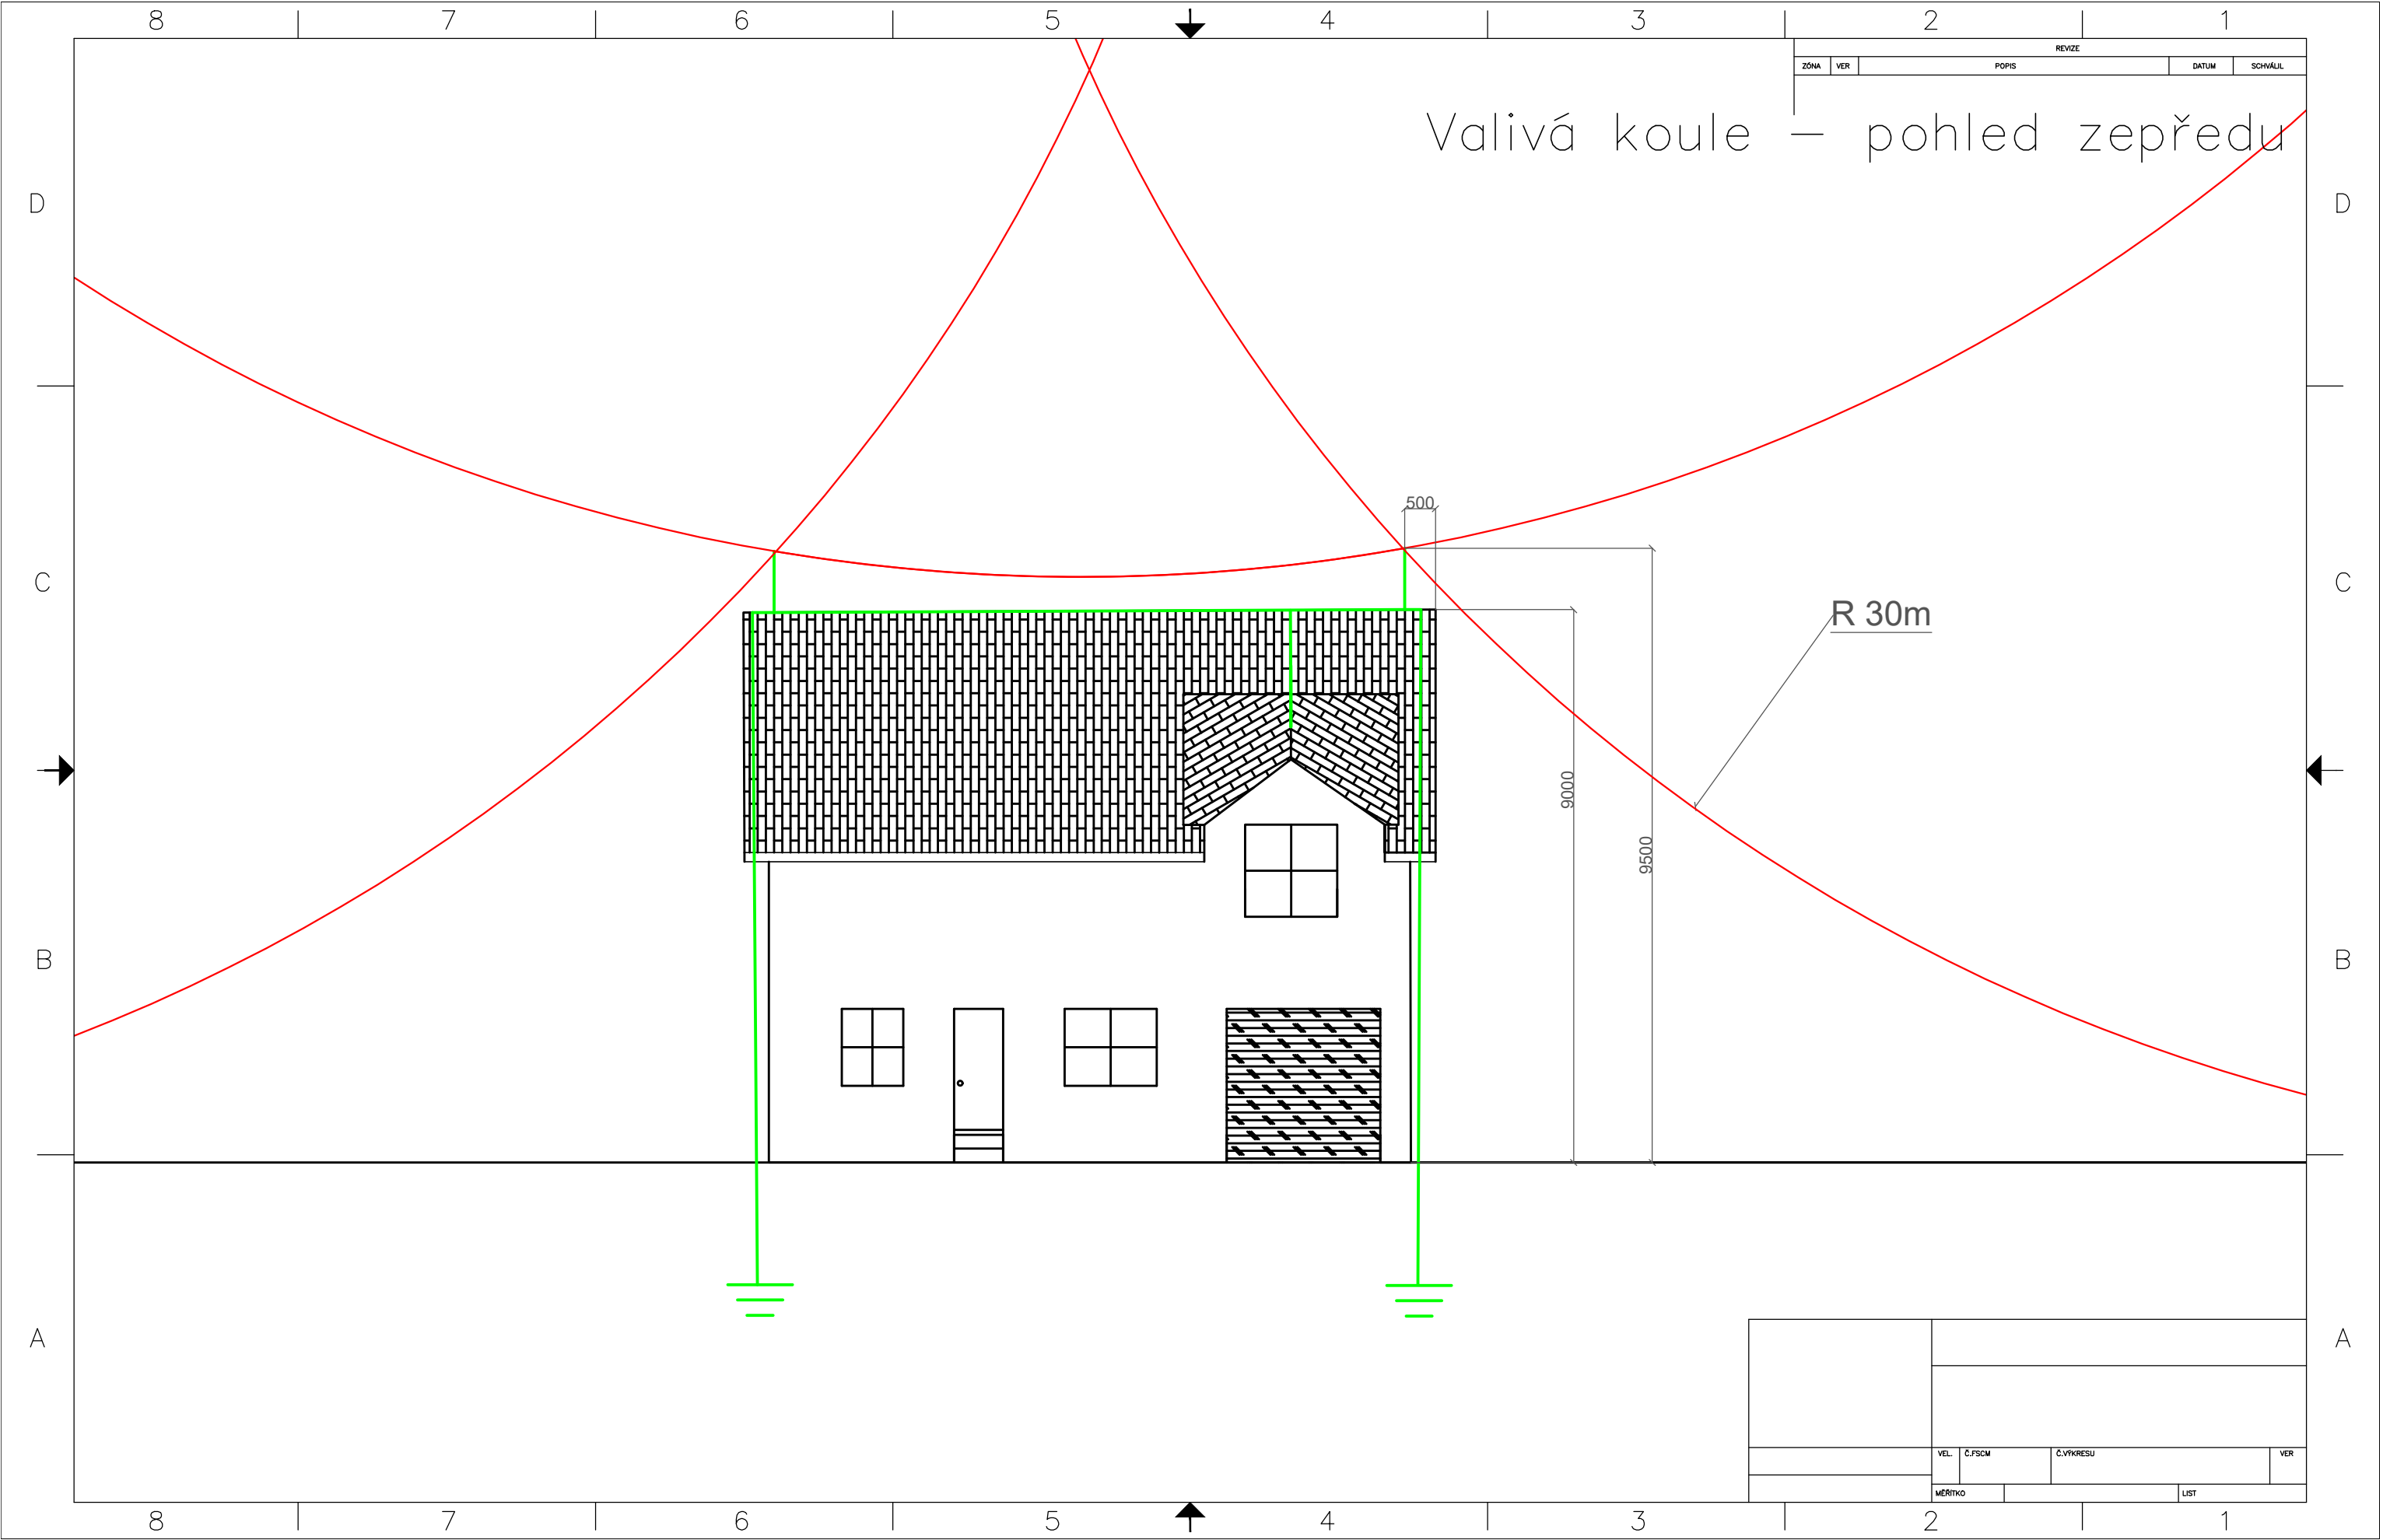 8 7 6 5 4 3 2 1
REVIZE
ZÓNA VER POPIS DATUM SCHVÁLIL
Valivá koule – pohled zepředu
D D
500
C C
R 30m
9000
9500
B B
A A
VEL. Č.FSCM Č.VÝKRESU VER
MĚŘÍTKO LIST
8 7 6 5 4 3 2 1